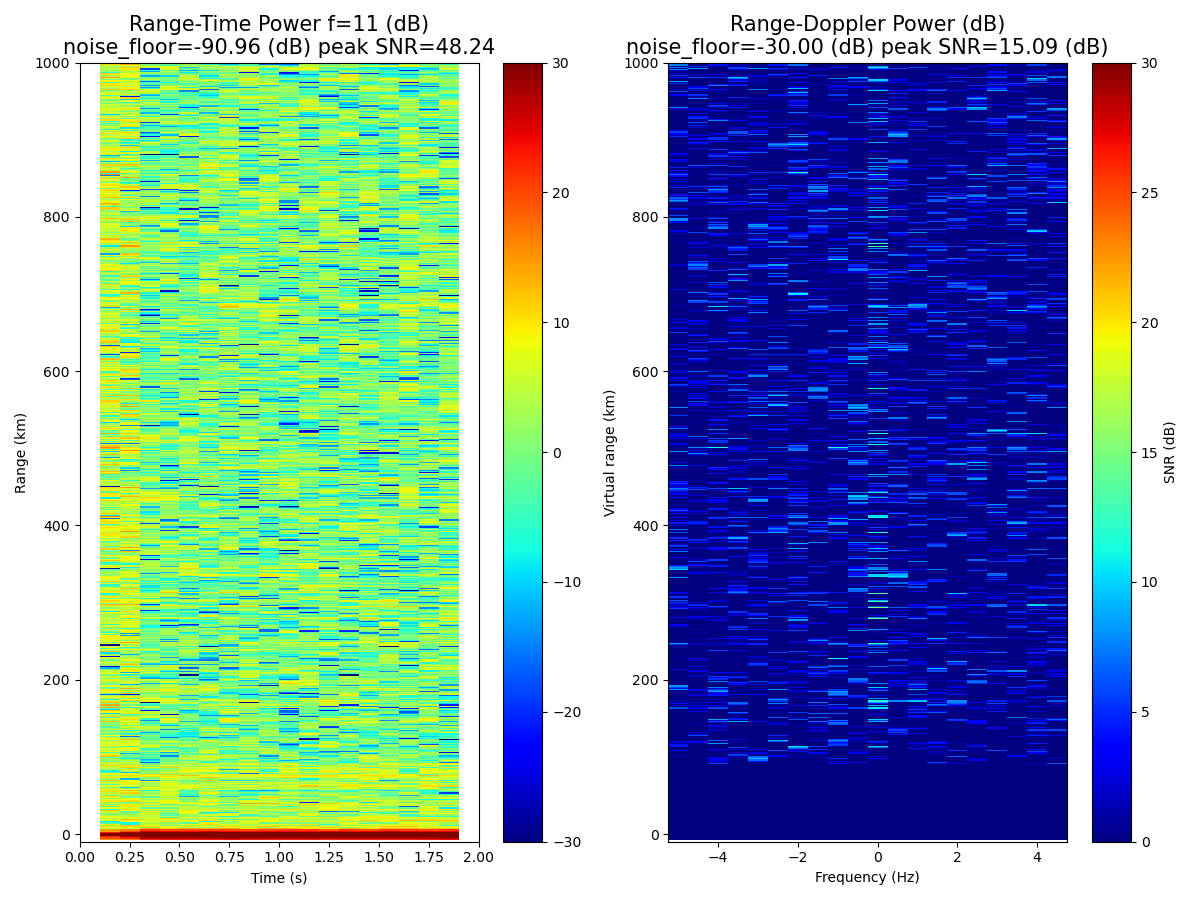 Range-Time Power f=11 (dB)
noise_floor=-90.96 (dB) peak SNR=48.24
Range-Doppler Power (dB)
noise_floor=-30.00 (dB) peak SNR=15.09 (dB)
Range (km)
1000
800
600
400
200
0
0.00 0.25 0.50 0.75 1.00 1.25 1.50 1.75 2.00
Time (s)
30
20
10
0
−10
−20
−30
Virtual range (km)
1000
800
600
400
200
0
−4 −2 0 2 4
Frequency (Hz)
30
25
20
15
10
5
0
SNR (dB)